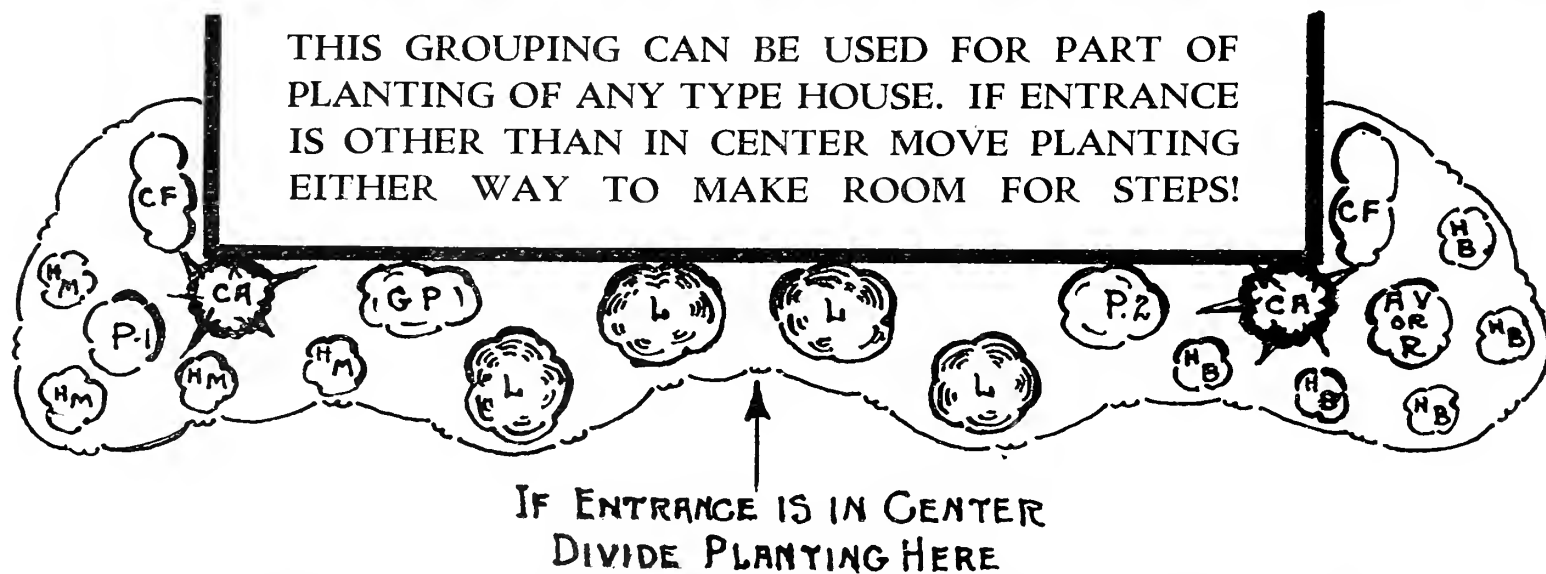 THIS GROUPING CAN BE USED FOR PART OF
PLANTING OF ANY TYPE HOUSE. IF ENTRANCE
IS OTHER THAN IN CENTER MOVE PLANTING
EITHER WAY TO MAKE ROOM FOR STEPS!
CF
CF
HB
HM
CA
GP1
L
L
P.2
CA
AV
OR
R
HB
P-1
HM
HM
HM
L
L
HB
HB
HB
IF ENTRANCE IS IN CENTER
DIVIDE PLANTING HERE